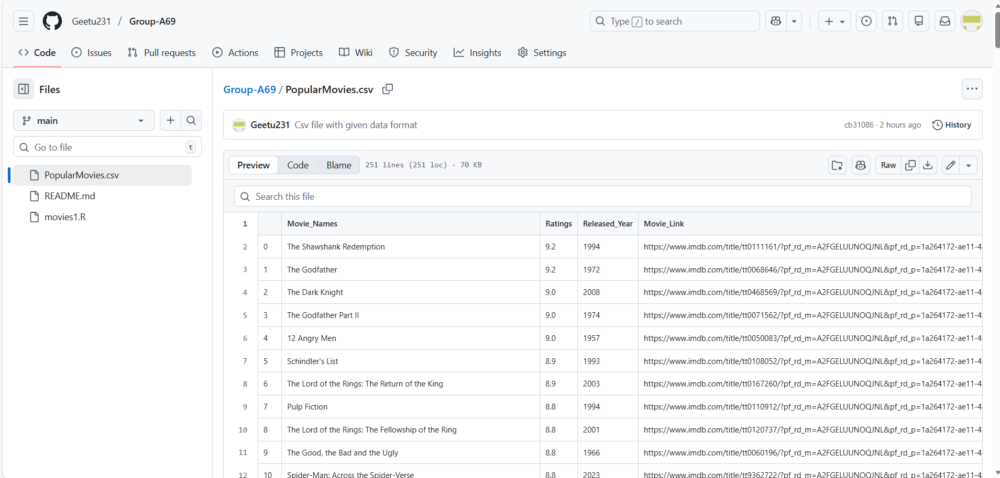 Geetu231 / Group-A69
Type / to search
Code Issues Pull requests Actions Projects Wiki Security Insights Settings
Files
main
Go to file t
PopularMovies.csv
README.md
movies1.R
Group-A69 / PopularMovies.csv
Geetu231 Csv file with given data format cb31086 · 2 hours ago History
Preview Code Blame 251 lines (251 loc) · 70 KB Raw
Search this file
1 Movie_Names Ratings Released_Year Movie_Link
2 0 The Shawshank Redemption 9.2 1994 https://www.imdb.com/title/tt0111161/?pf_rd_m=A2FGELUUNOQJNL&pf_rd_p=1a264172-ae11-4
3 1 The Godfather 9.2 1972 https://www.imdb.com/title/tt0068646/?pf_rd_m=A2FGELUUNOQJNL&pf_rd_p=1a264172-ae11-4
4 2 The Dark Knight 9.0 2008 https://www.imdb.com/title/tt0468569/?pf_rd_m=A2FGELUUNOQJNL&pf_rd_p=1a264172-ae11-4
5 3 The Godfather Part II 9.0 1974 https://www.imdb.com/title/tt0071562/?pf_rd_m=A2FGELUUNOQJNL&pf_rd_p=1a264172-ae11-4
6 4 12 Angry Men 9.0 1957 https://www.imdb.com/title/tt0050083/?pf_rd_m=A2FGELUUNOQJNL&pf_rd_p=1a264172-ae11-4
7 5 Schindler's List 8.9 1993 https://www.imdb.com/title/tt0108052/?pf_rd_m=A2FGELUUNOQJNL&pf_rd_p=1a264172-ae11-4
8 6 The Lord of the Rings: The Return of the King 8.9 2003 https://www.imdb.com/title/tt0167260/?pf_rd_m=A2FGELUUNOQJNL&pf_rd_p=1a264172-ae11-4
9 7 Pulp Fiction 8.8 1994 https://www.imdb.com/title/tt0110912/?pf_rd_m=A2FGELUUNOQJNL&pf_rd_p=1a264172-ae11-4
10 8 The Lord of the Rings: The Fellowship of the Ring 8.8 2001 https://www.imdb.com/title/tt0120737/?pf_rd_m=A2FGELUUNOQJNL&pf_rd_p=1a264172-ae11-4
11 9 The Good, the Bad and the Ugly 8.8 1966 https://www.imdb.com/title/tt0060196/?pf_rd_m=A2FGELUUNOQJNL&pf_rd_p=1a264172-ae11-4
12 10 Spider-Man: Across the Spider-Verse 8.8 2023 https://www.imdb.com/title/tt9362722/?pf_rd_m=A2FGELUUNOQJNL&pf_rd_p=1a264172-ae11-4